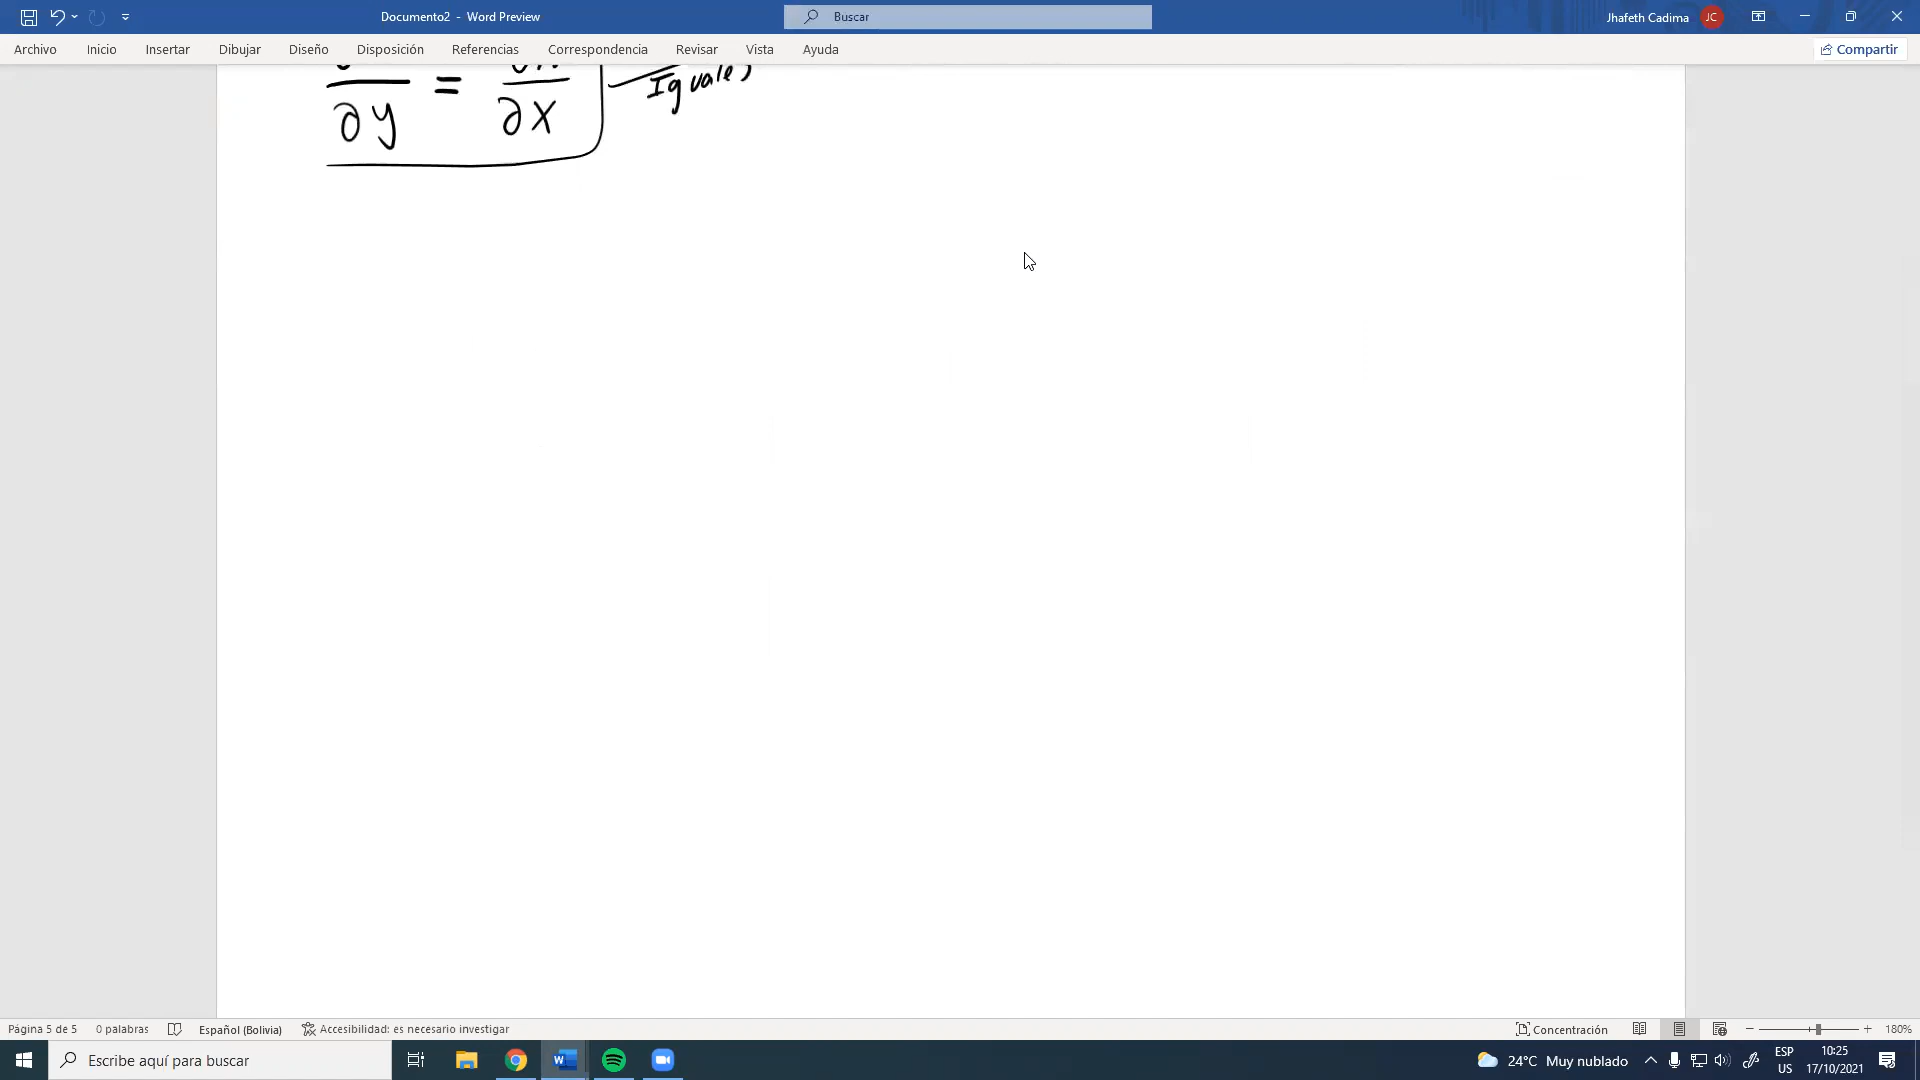 Documento2 - Word Preview
Buscar
Jhafeth Cadima
JC
Archivo Inicio Insertar Dibujar Diseño Disposición Referencias Correspondencia Revisar Vista Ayuda
Compartir
∂y = ∂x
Iguales
Página 5 de 5 0 palabras Español (Bolivia) Accesibilidad: es necesario investigar
Concentración
180%
Escribe aquí para buscar
24°C Muy nublado
ESP
US
10:25
17/10/2021